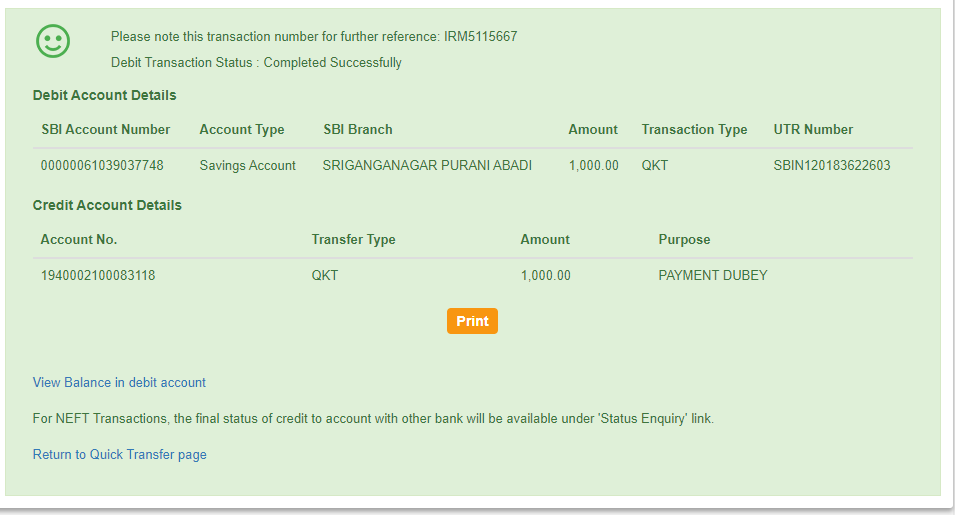 Please note this transaction number for further reference: IRM5115667
Debit Transaction Status : Completed Successfully
Debit Account Details
SBI Account Number Account Type SBI Branch Amount Transaction Type UTR Number
00000061039037748 Savings Account SRIGANGANAGAR PURANI ABADI 1,000.00 QKT SBIN120183622603
Credit Account Details
Account No. Transfer Type Amount Purpose
1940002100083118 QKT 1,000.00 PAYMENT DUBEY
Print
View Balance in debit account
For NEFT Transactions, the final status of credit to account with other bank will be available under 'Status Enquiry' link.
Return to Quick Transfer page